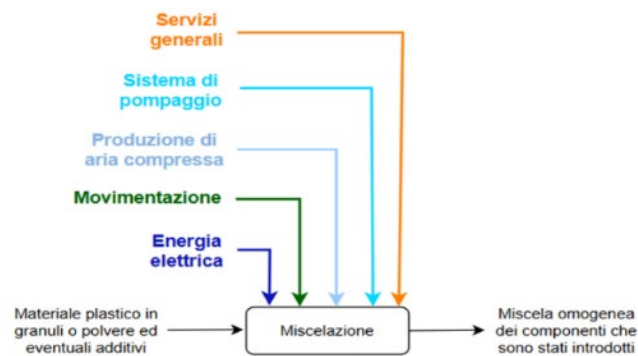 Servizi
generali
Sistema di
pompaggio
Produzione di
aria compressa
Movimentazione
Energia
elettrica
Materiale plastico in
granuli o polvere ed
eventuali additivi
Miscelazione
Miscela omogenea
dei componenti che
sono stati introdotti